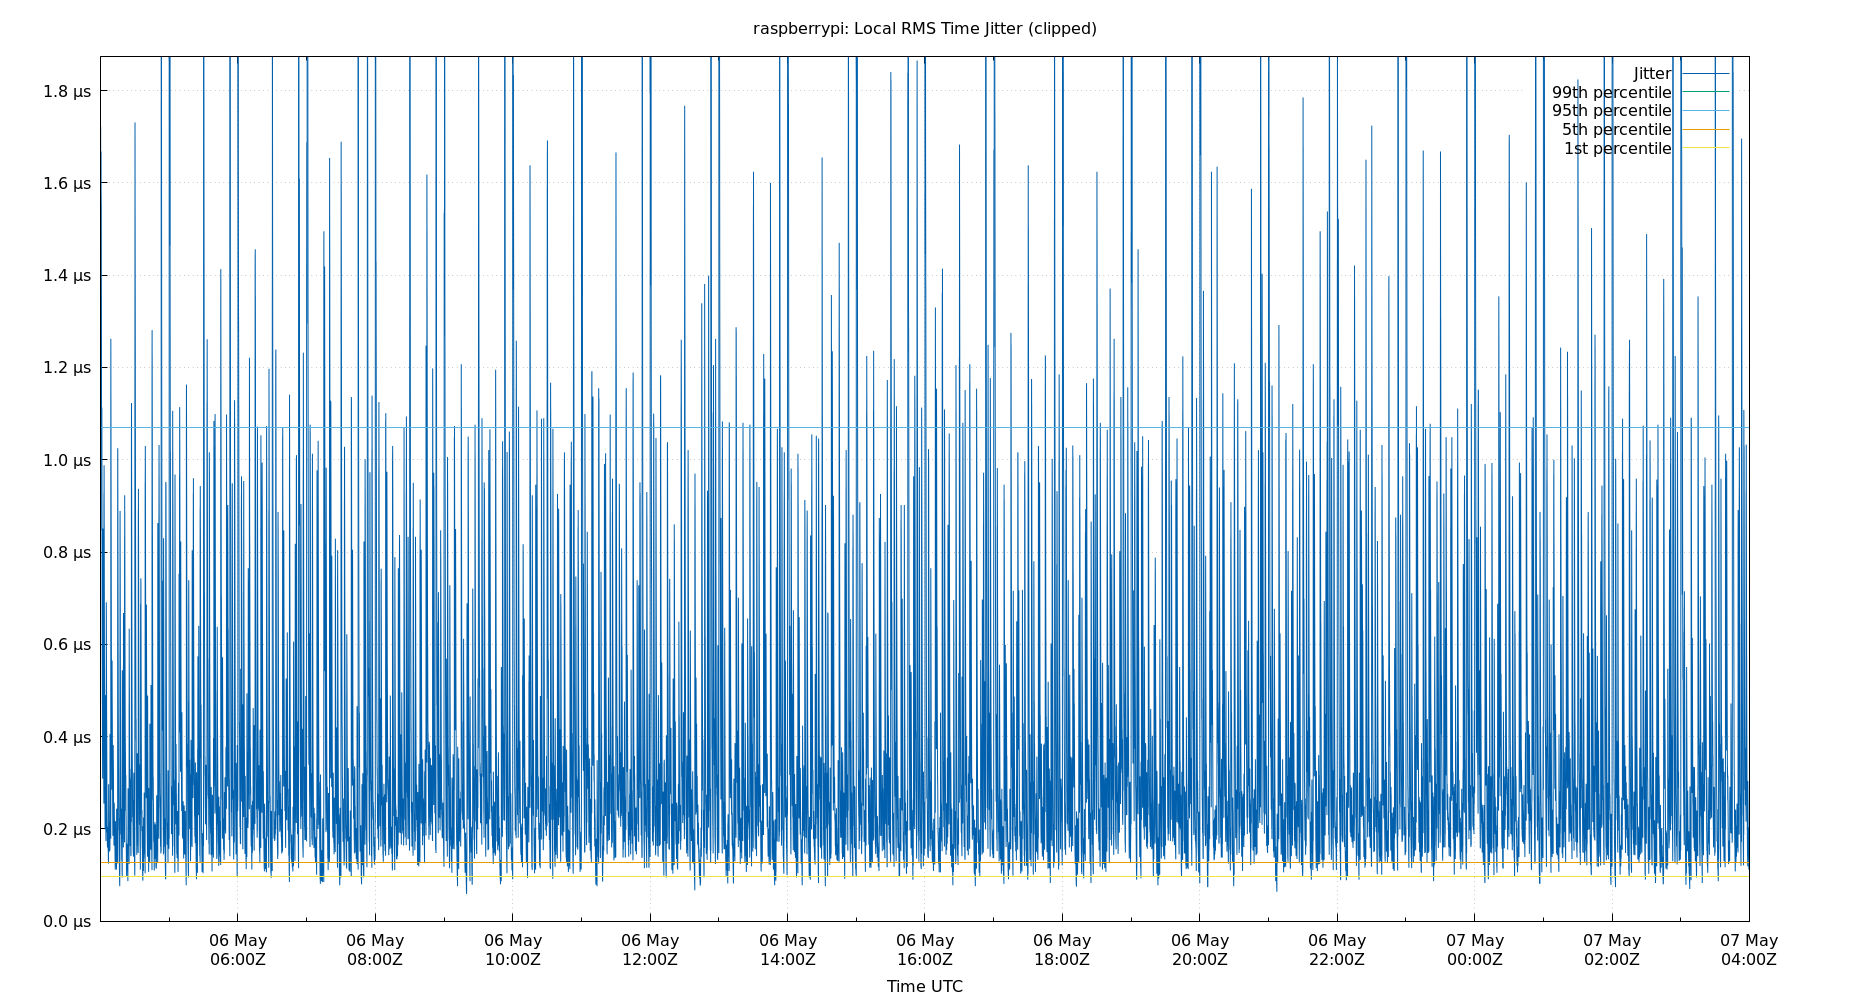 raspberrypi: Local RMS Time Jitter (clipped)
1.8 µs
1.6 µs
1.4 µs
1.2 µs
1.0 µs
0.8 µs
0.6 µs
0.4 µs
0.2 µs
0.0 µs
Jitter
99th percentile
95th percentile
5th percentile
1st percentile
06 May 06 May 06 May 06 May 06 May 06 May 06 May 06 May 06 May 07 May 07 May 07 May
06:00Z 08:00Z 10:00Z 12:00Z 14:00Z 16:00Z 18:00Z 20:00Z 22:00Z 00:00Z 02:00Z 04:00Z
Time UTC